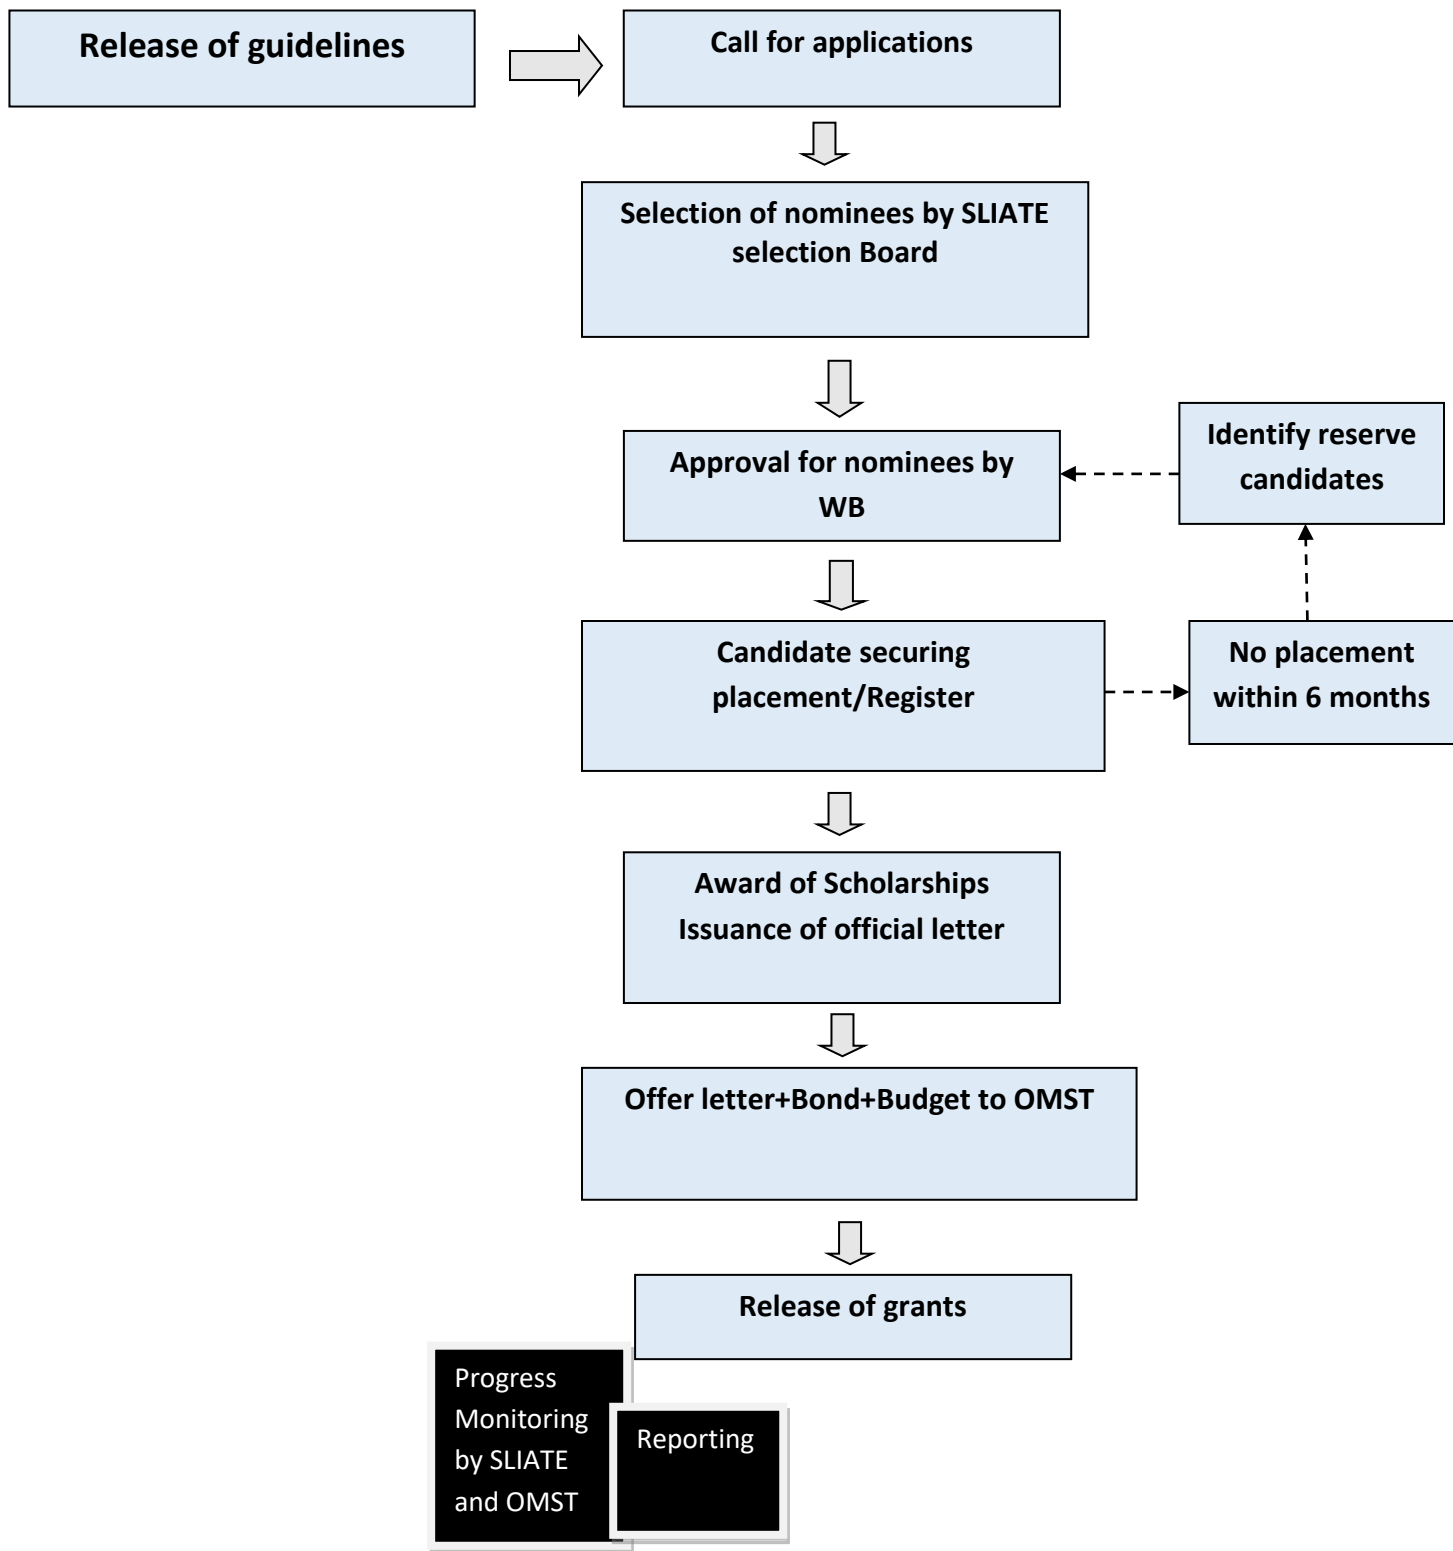 Release of guidelines
Call for applications
Selection of nominees by SLIATE
selection Board
Approval for nominees by
WB
Identify reserve
candidates
Candidate securing
placement/Register
No placement
within 6 months
Award of Scholarships
Issuance of official letter
Offer letter+Bond+Budget to OMST
Release of grants
Progress
Monitoring
by SLIATE
and OMST
Reporting